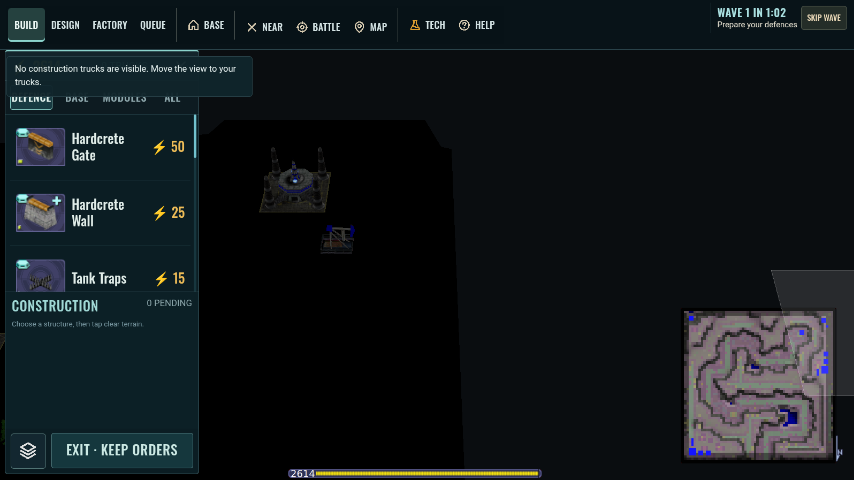 BUILD
DESIGN
FACTORY
QUEUE
BASE
NEAR
BATTLE
MAP
TECH
HELP
WAVE 1 IN 1:02
Prepare your defences
SKIP WAVE
No construction trucks are visible. Move the view to your
trucks.
DEFENCE
BASE
MODULES
ALL
Hardcrete
Gate
50
Hardcrete
Wall
25
Tank Traps
15
CONSTRUCTION
0 PENDING
Choose a structure, then tap clear terrain.
EXIT · KEEP ORDERS
2614
N